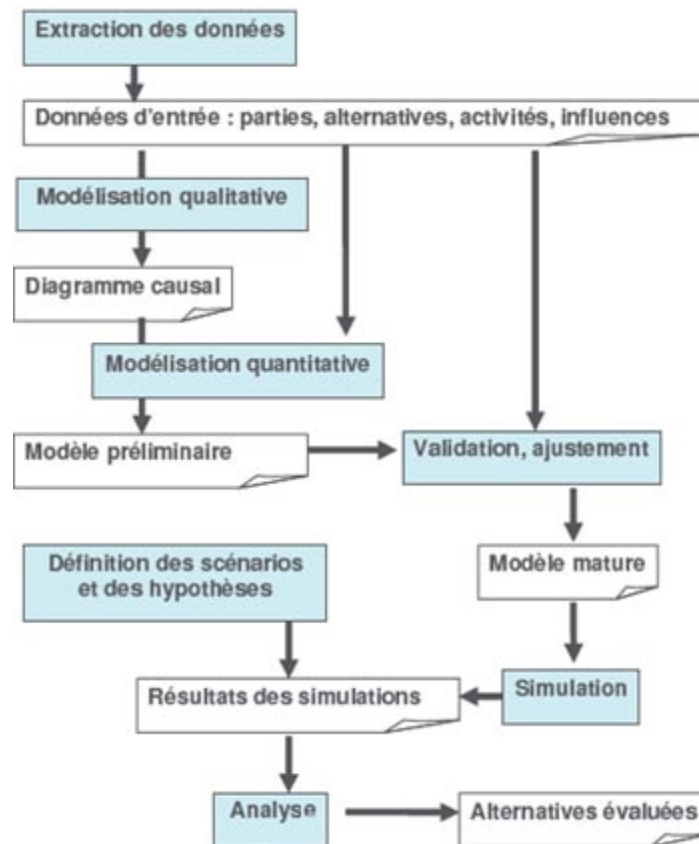 Extraction des données
Données d'entrée : parties, alternatives, activités, influences
Modélisation qualitative
Diagramme causal
Modélisation quantitative
Modèle préliminaire
Validation, ajustement
Définition des scénarios
et des hypothèses
Modèle mature
Résultats des simulations
Simulation
Analyse
Alternatives évaluées